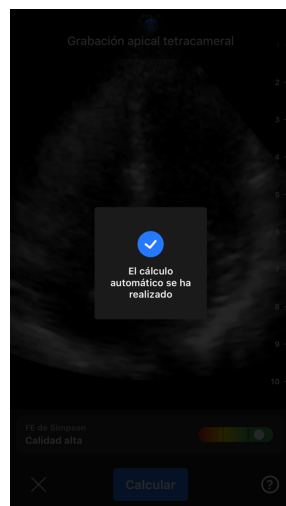 Grabación apical tetracameral
2
3
4
5
6
7
8
9
10
El cálculo
automático se ha
realizado
FE de Simpson
Calidad alta
Calcular
?